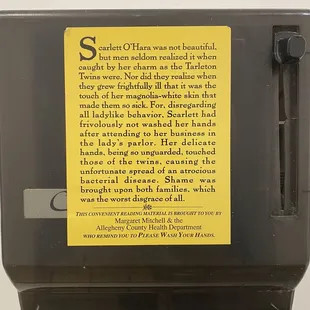 Scarlett O'Hara was not beautiful,
but men seldom realized it when
caught by her charm as the Tarleton
Twins were. Nor did they realize when
they grew frightfully ill that it was the
touch of her magnolia-white skin that
made them so sick. For, disregarding
all ladylike behavior, Scarlett had
frivolously not washed her hands
after attending to her business in
the lady's parlor. Her delicate
hands, being so unguarded, touched
those of the twins, causing the
unfortunate spread of an atrocious
bacterial disease. Shame was
brought upon both families, which
was the worst disgrace of all.
THIS CONVENIENT READING MATERIAL IS BROUGHT TO YOU BY
Margaret Mitchell & the
Allegheny County Health Department
WHO REMIND YOU TO PLEASE WASH YOUR HANDS.